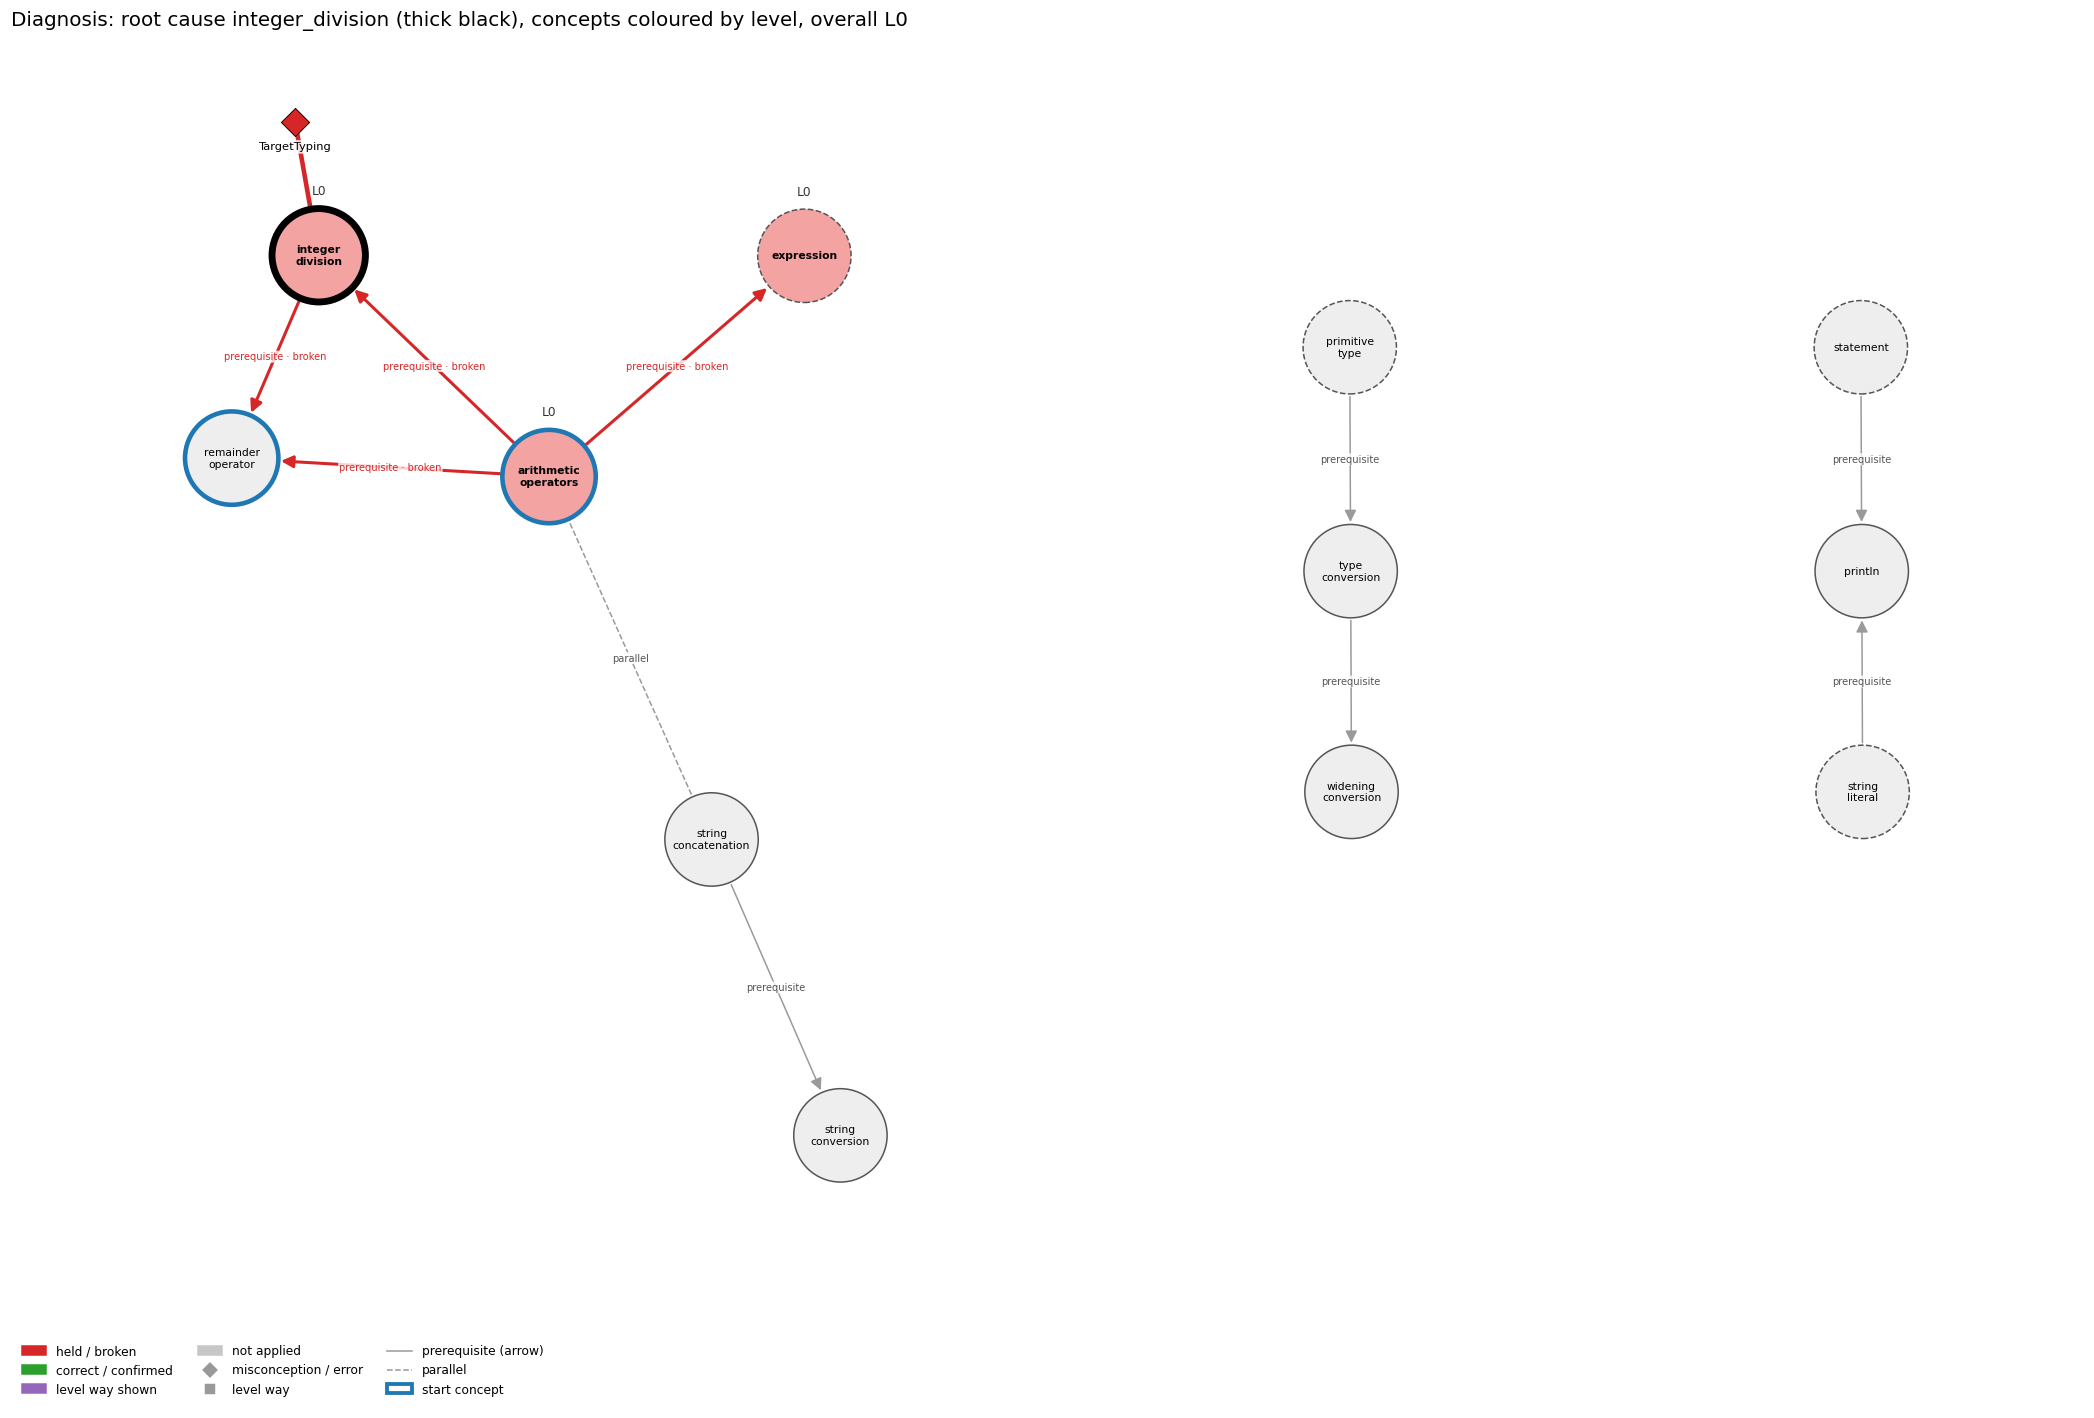 Diagnosis: root cause integer_division (thick black), concepts coloured by level, overall L0
TargetTyping
L0
integer
division
L0
expression
prerequisite · broken
prerequisite · broken
prerequisite · broken
L0
remainder
operator
prerequisite · broken
arithmetic
operators
parallel
string
concatenation
prerequisite
string
conversion
primitive
type
prerequisite
type
conversion
prerequisite
widening
conversion
statement
prerequisite
println
prerequisite
string
literal
held / broken
correct / confirmed
level way shown
not applied
misconception / error
level way
prerequisite (arrow)
parallel
start concept